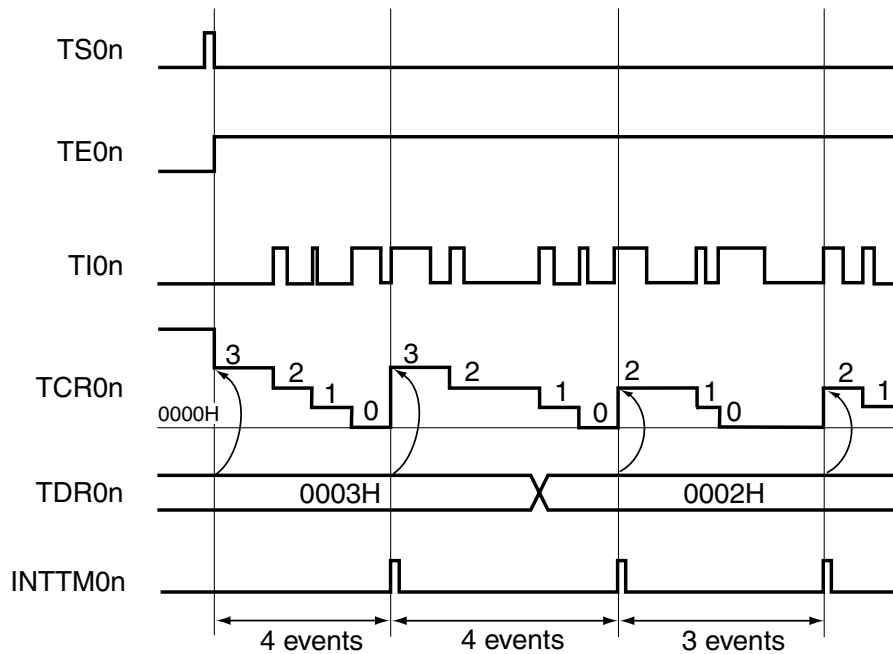 TS0n
TE0n
TI0n
TCR0n
3
2
1
0
3
2
1
0
2
1
0
2
1
0000H
TDR0n
0003H
0002H
INTTM0n
4 events
4 events
3 events